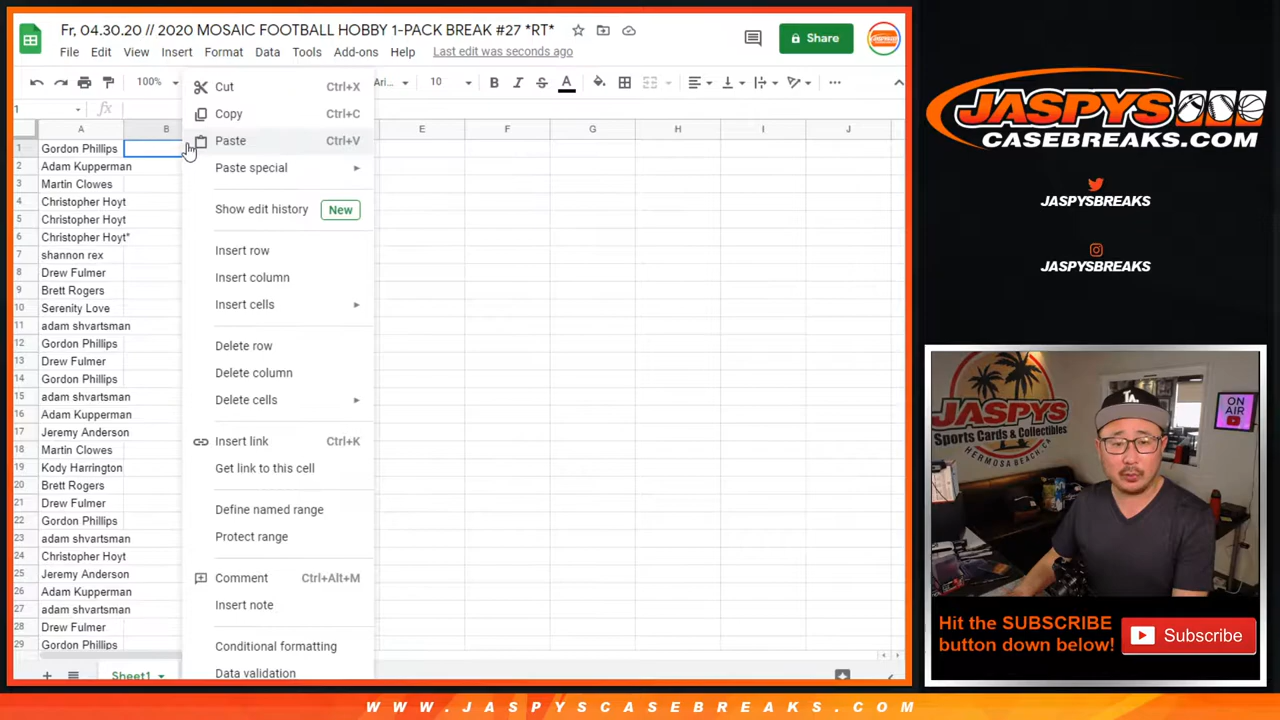 Fr, 04.30.20 // 2020 MOSAIC FOOTBALL HOBBY 1-PACK BREAK #27 *RT*
File Edit View Insert Format Data Tools Add-ons Help Last edit was seconds ago
Share
100% Ari... 10 B I S A
1 fx
A B E F G H I J
1 Gordon Phillips
2 Adam Kupperman
3 Martin Clowes
4 Christopher Hoyt
5 Christopher Hoyt
6 Christopher Hoyt*
7 shannon rex
8 Drew Fulmer
9 Brett Rogers
10 Serenity Love
11 adam shvartsman
12 Gordon Phillips
13 Drew Fulmer
14 Gordon Phillips
15 adam shvartsman
16 Adam Kupperman
17 Jeremy Anderson
18 Martin Clowes
19 Kody Harrington
20 Brett Rogers
21 Drew Fulmer
22 Gordon Phillips
23 adam shvartsman
24 Christopher Hoyt
25 Jeremy Anderson
26 Adam Kupperman
27 adam shvartsman
28 Drew Fulmer
29 Gordon Phillips
Cut Ctrl+X
Copy Ctrl+C
Paste Ctrl+V
Paste special
Show edit history New
Insert row
Insert column
Insert cells
Delete row
Delete column
Delete cells
Insert link Ctrl+K
Get link to this cell
Define named range
Protect range
Comment Ctrl+Alt+M
Insert note
Conditional formatting
Data validation
Sheet1
JASPYS
CASEBREAKS.COM
JASPYSBREAKS
JASPYSBREAKS
JASPYS
Sports Cards & Collectibles
HERMOSA BEACH, CA
ON
AIR
LA
Hit the SUBSCRIBE
button down below!
Subscribe
WWW.JASPYSCASEBREAKS.COM